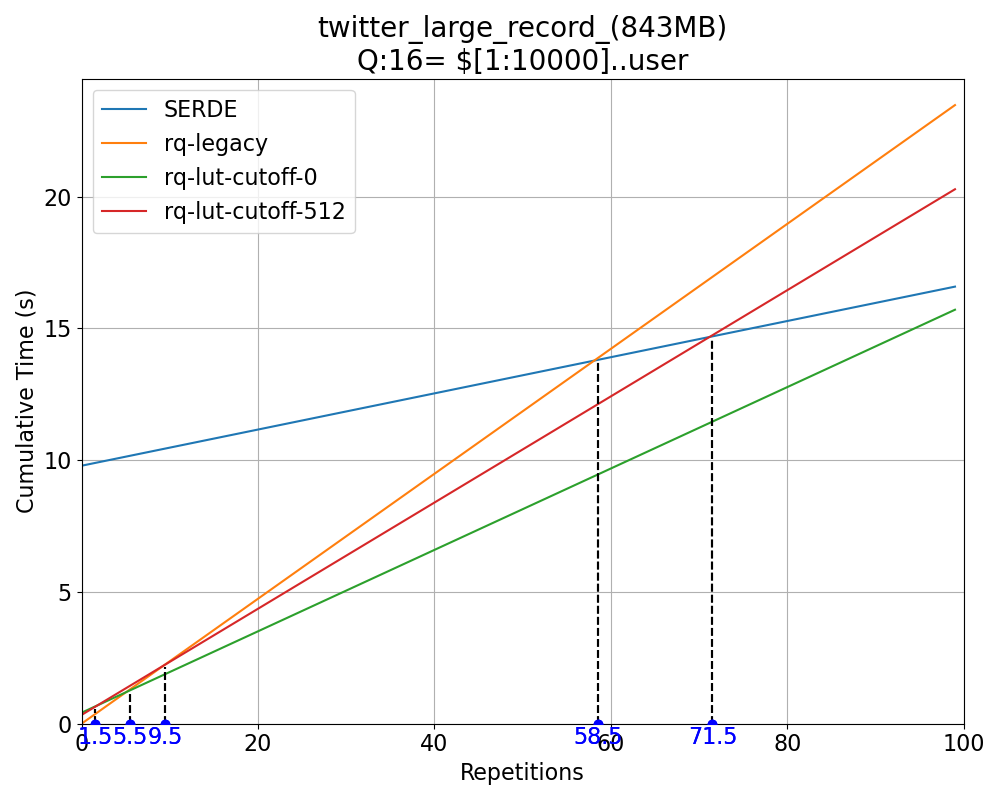 twitter_large_record_(843MB)
Q:16= $[1:10000]..user
SERDE
rq-legacy
rq-lut-cutoff-0
rq-lut-cutoff-512
Cumulative Time (s)
20
15
10
5
0
1.5 5.5 9.5 58.5 71.5
0 20 40 60 80 100
Repetitions